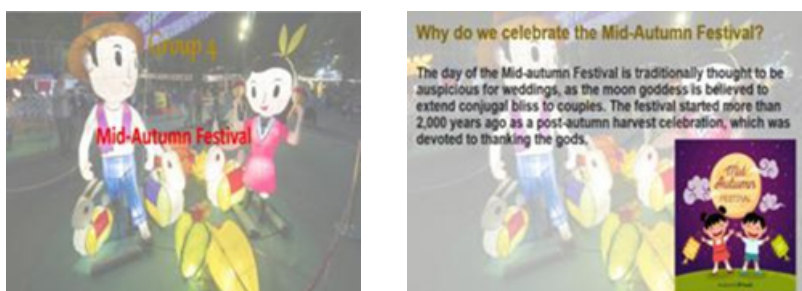 Group 4
Mid-Autumn Festival
Why do we celebrate the Mid-Autumn Festival?
The day of the Mid-autumn Festival is traditionally thought to be
auspicious for weddings, as the moon goddess is believed to
extend conjugal bliss to couples. The festival started more than
2,000 years ago as a post-autumn harvest celebration, which was
devoted to thanking the gods.
Mid
Autumn
FESTIVAL